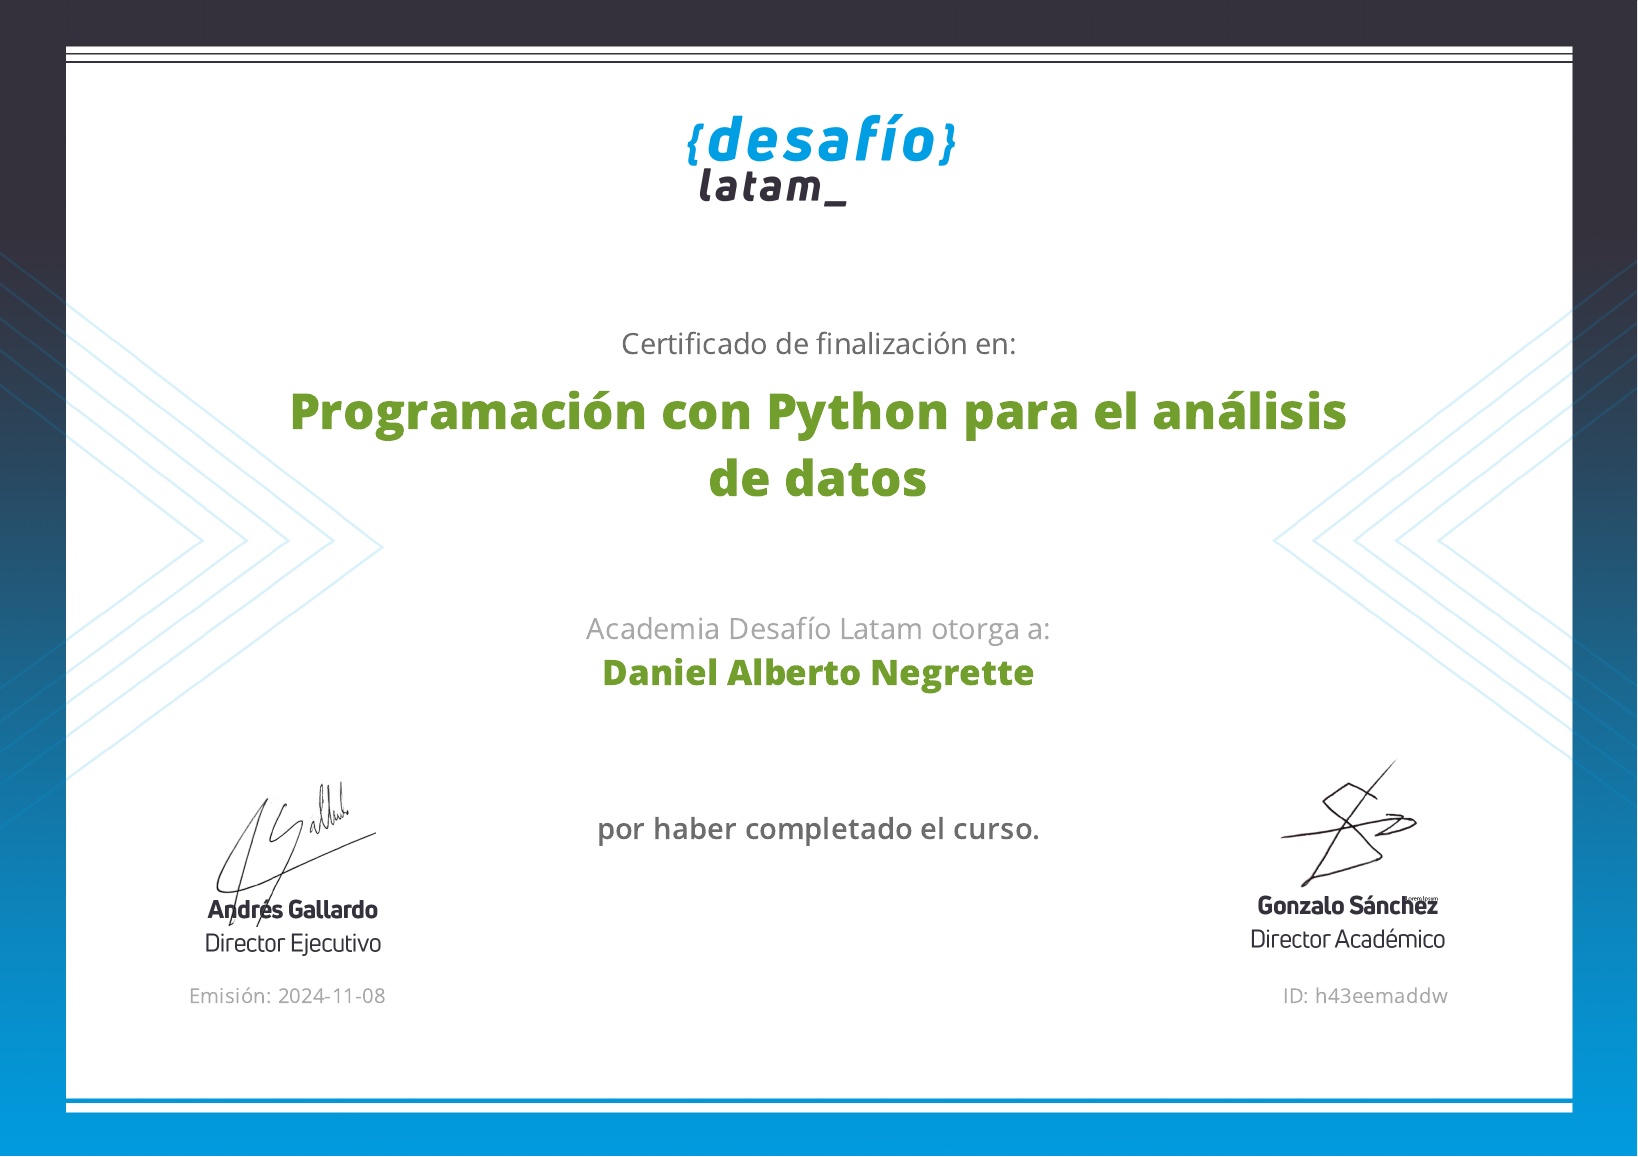 {desafío}
latam_
Certificado de finalización en:
Programación con Python para el análisis
de datos
Academia Desafío Latam otorga a:
Daniel Alberto Negrette
por haber completado el curso.
Andrés Gallardo
Director Ejecutivo
Gonzalo Sánchez
Lorem Ipsum
Director Académico
Emisión: 2024-11-08
ID: h43eemaddw